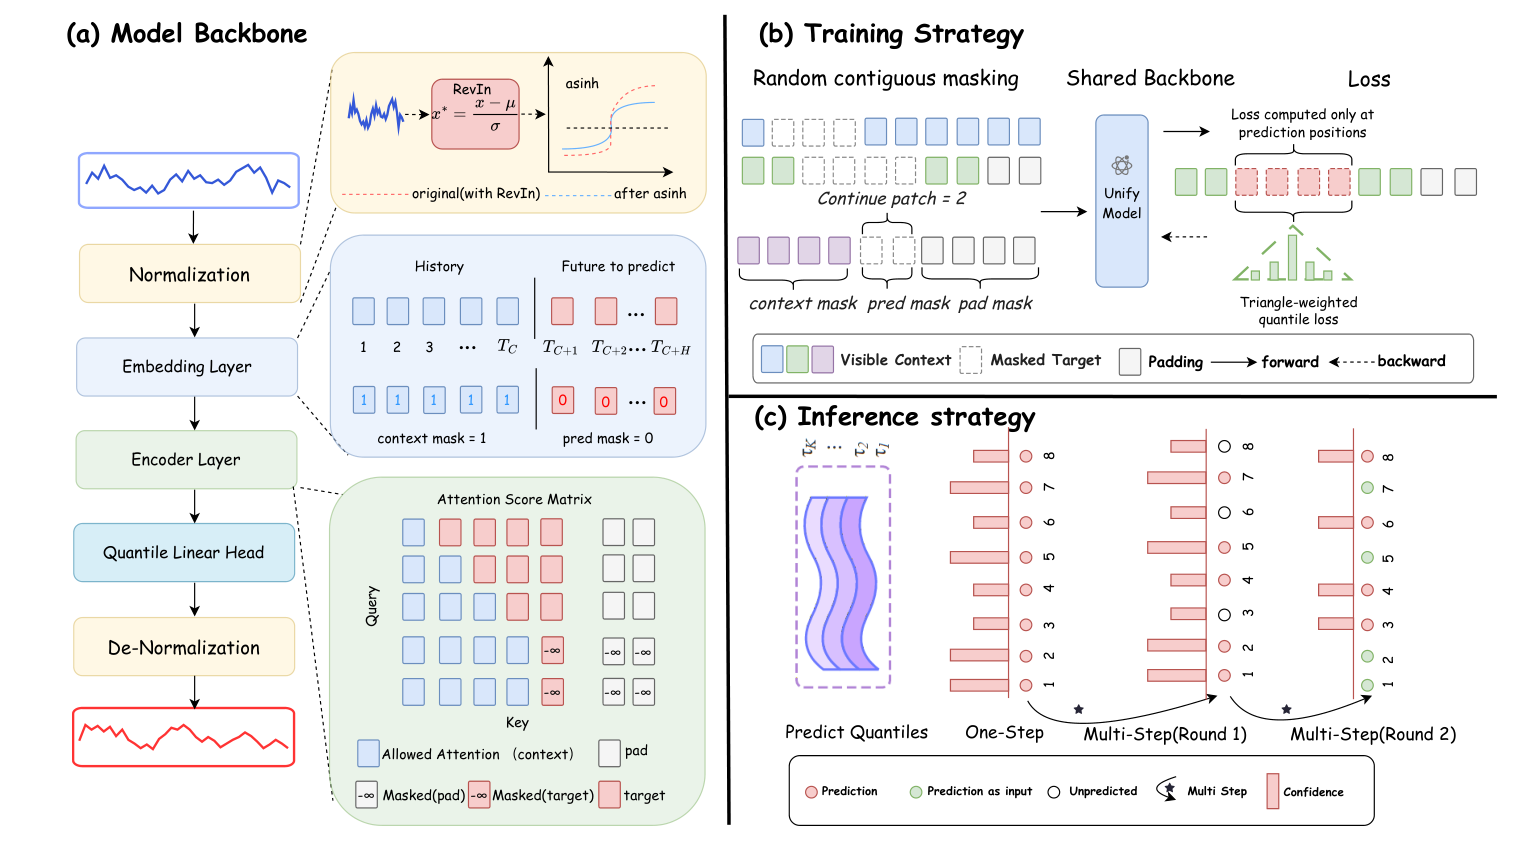 (a) Model Backbone
Normalization
Embedding Layer
Encoder Layer
Quantile Linear Head
De-Normalization
RevIn
x* = (x − μ) / σ
asinh
original(with RevIn)
after asinh
History
Future to predict
1 2 3 ... T_C T_{C+1} T_{C+2} ... T_{C+H}
...
1 1 1 1 1 0 0 ... 0
context mask = 1
pred mask = 0
Attention Score Matrix
Query
-∞ -∞ -∞
-∞ -∞ -∞
Key
Allowed Attention (context)
pad
-∞ Masked(pad)
-∞ Masked(target)
target
(b) Training Strategy
Random contiguous masking
Shared Backbone
Loss
Continue patch = 2
context mask
pred mask
pad mask
Unify
Model
Loss computed only at
prediction positions
Triangle-weighted
quantile loss
Visible Context
Masked Target
Padding
forward
backward
(c) Inference strategy
τ_K ... τ_2 τ_1
Predict Quantiles
8
7
6
5
4
3
2
1
One-Step
8
7
6
5
4
3
2
1
Multi-Step(Round 1)
8
7
6
5
4
3
2
1
Multi-Step(Round 2)
Prediction
Prediction as input
Unpredicted
Multi Step
Confidence